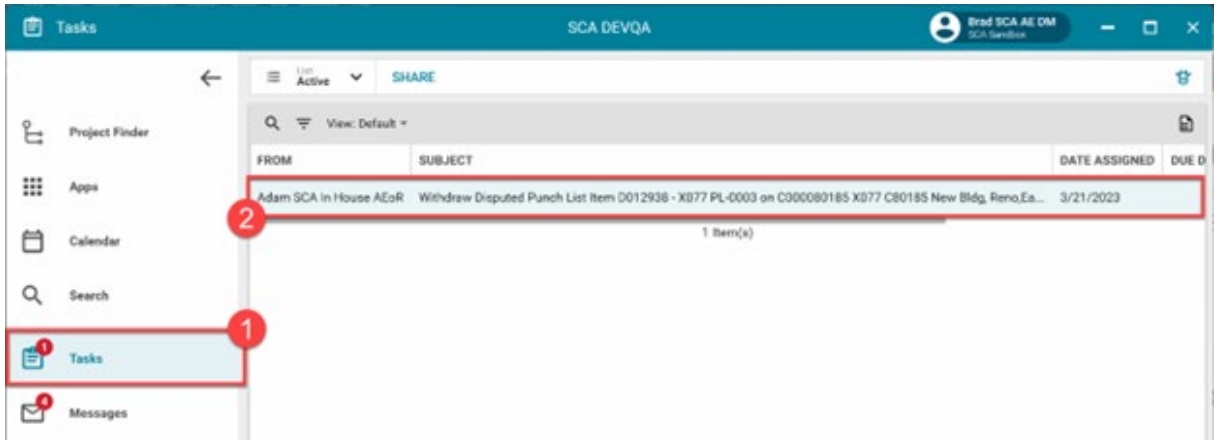 Tasks
SCA DEVQA
Brad SCA AE DM
SCA Sandbox
List
Active
SHARE
Project Finder
View: Default
FROM
SUBJECT
DATE ASSIGNED
DUE D
Apps
Adam SCA In House AEoR Withdraw Disputed Punch List Item D012938 - X077 PL-0003 on C000080185 X077 C80185 New Bldg, Reno,Ea... 3/21/2023
2
1 Item(s)
Calendar
Search
1
1
Tasks
4
Messages